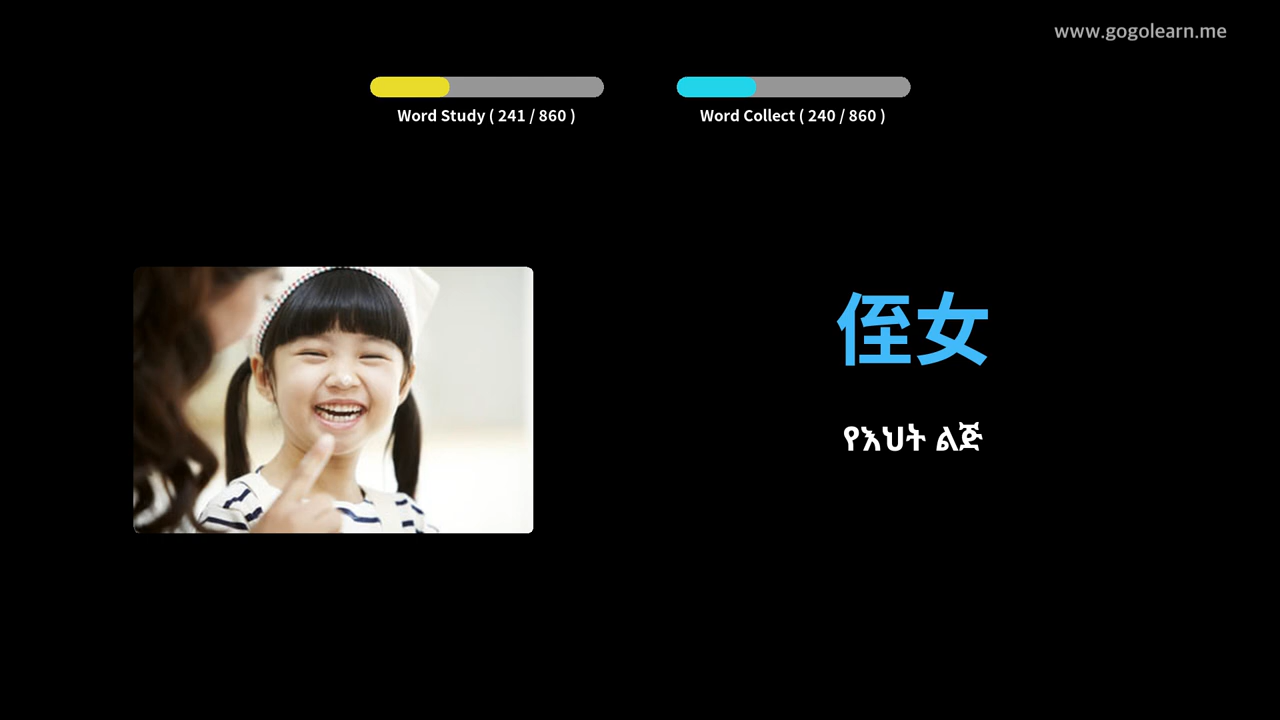 www.gogolearn.me
Word Study ( 241 / 860 )
Word Collect ( 240 / 860 )
侄女
የእህት ልጅ